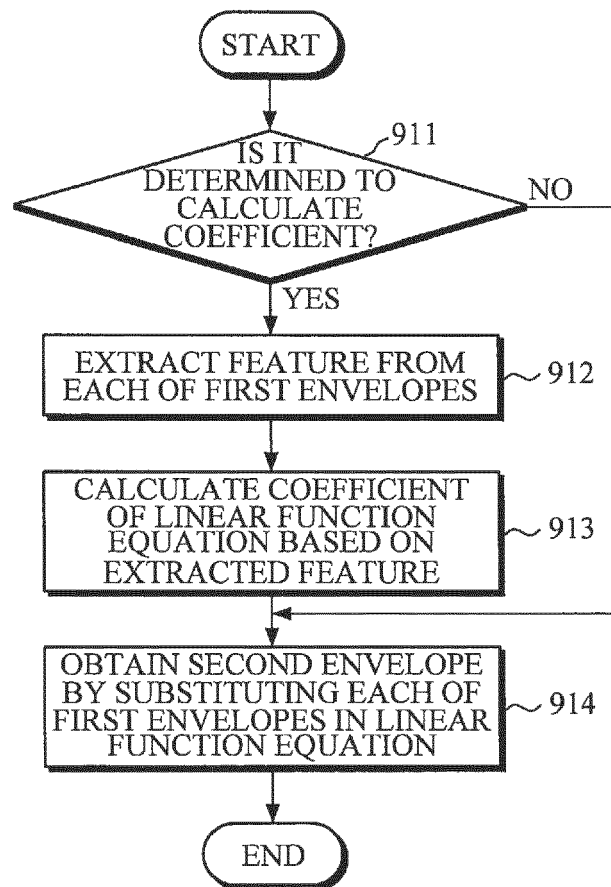 START
911
IS IT
DETERMINED TO
CALCULATE
COEFFICIENT?
NO
YES
EXTRACT FEATURE FROM
EACH OF FIRST ENVELOPES
912
CALCULATE COEFFICIENT
OF LINEAR FUNCTION
EQUATION BASED ON
EXTRACTED FEATURE
913
OBTAIN SECOND ENVELOPE
BY SUBSTITUTING EACH OF
FIRST ENVELOPES IN LINEAR
FUNCTION EQUATION
914
END